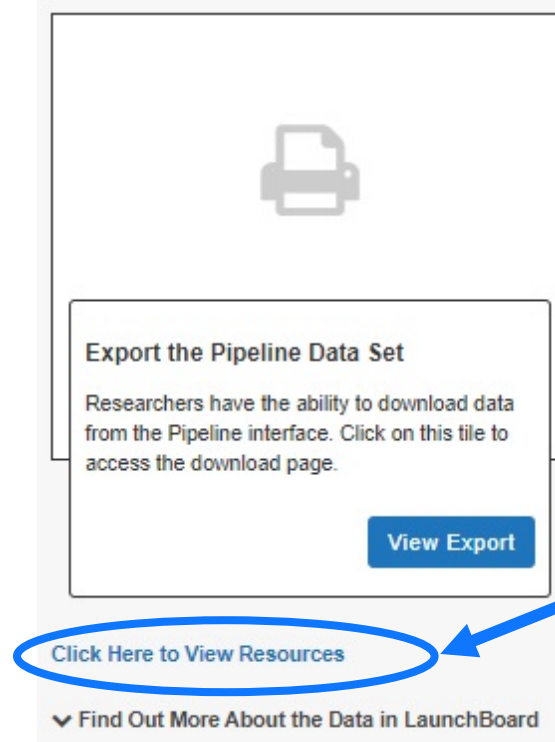 Export the Pipeline Data Set
Researchers have the ability to download data
from the Pipeline interface. Click on this tile to
access the download page.
View Export
Click Here to View Resources
Find Out More About the Data in LaunchBoard